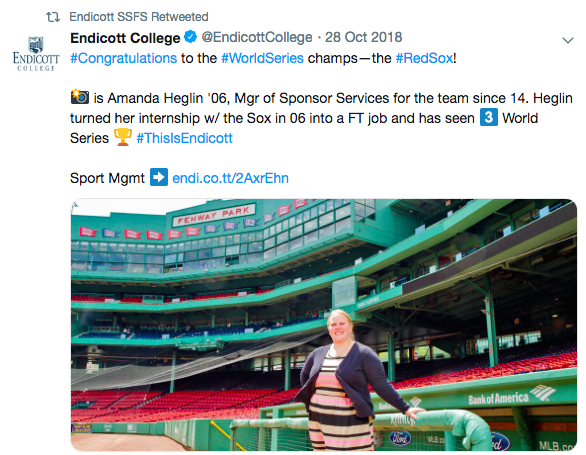 Endicott SSFS Retweeted
Endicott College @EndicottCollege · 28 Oct 2018
ENDICOTT
COLLEGE
#Congratulations to the #WorldSeries champs—the #RedSox!
📸 is Amanda Heglin '06, Mgr of Sponsor Services for the team since 14. Heglin
turned her internship w/ the Sox in 06 into a FT job and has seen 3️⃣ World
Series 🏆 #ThisIsEndicott
Sport Mgmt ➡️ endi.co.tt/2AxrEhn
FENWAY PARK
Bank of America
Ford
MLB.co
MLB.co